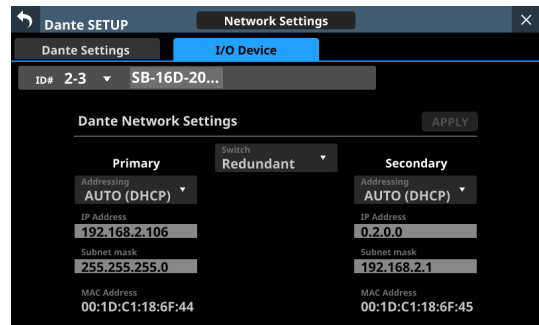 Dante SETUP
Network Settings
Dante Settings
I/O Device
ID# 2-3
SB-16D-20...
Dante Network Settings
APPLY
Switch
Redundant
Primary
Secondary
Addressing
AUTO (DHCP)
IP Address
192.168.2.106
Subnet mask
255.255.255.0
MAC Address
00:1D:C1:18:6F:44
Addressing
AUTO (DHCP)
IP Address
0.2.0.0
Subnet mask
192.168.2.1
MAC Address
00:1D:C1:18:6F:45